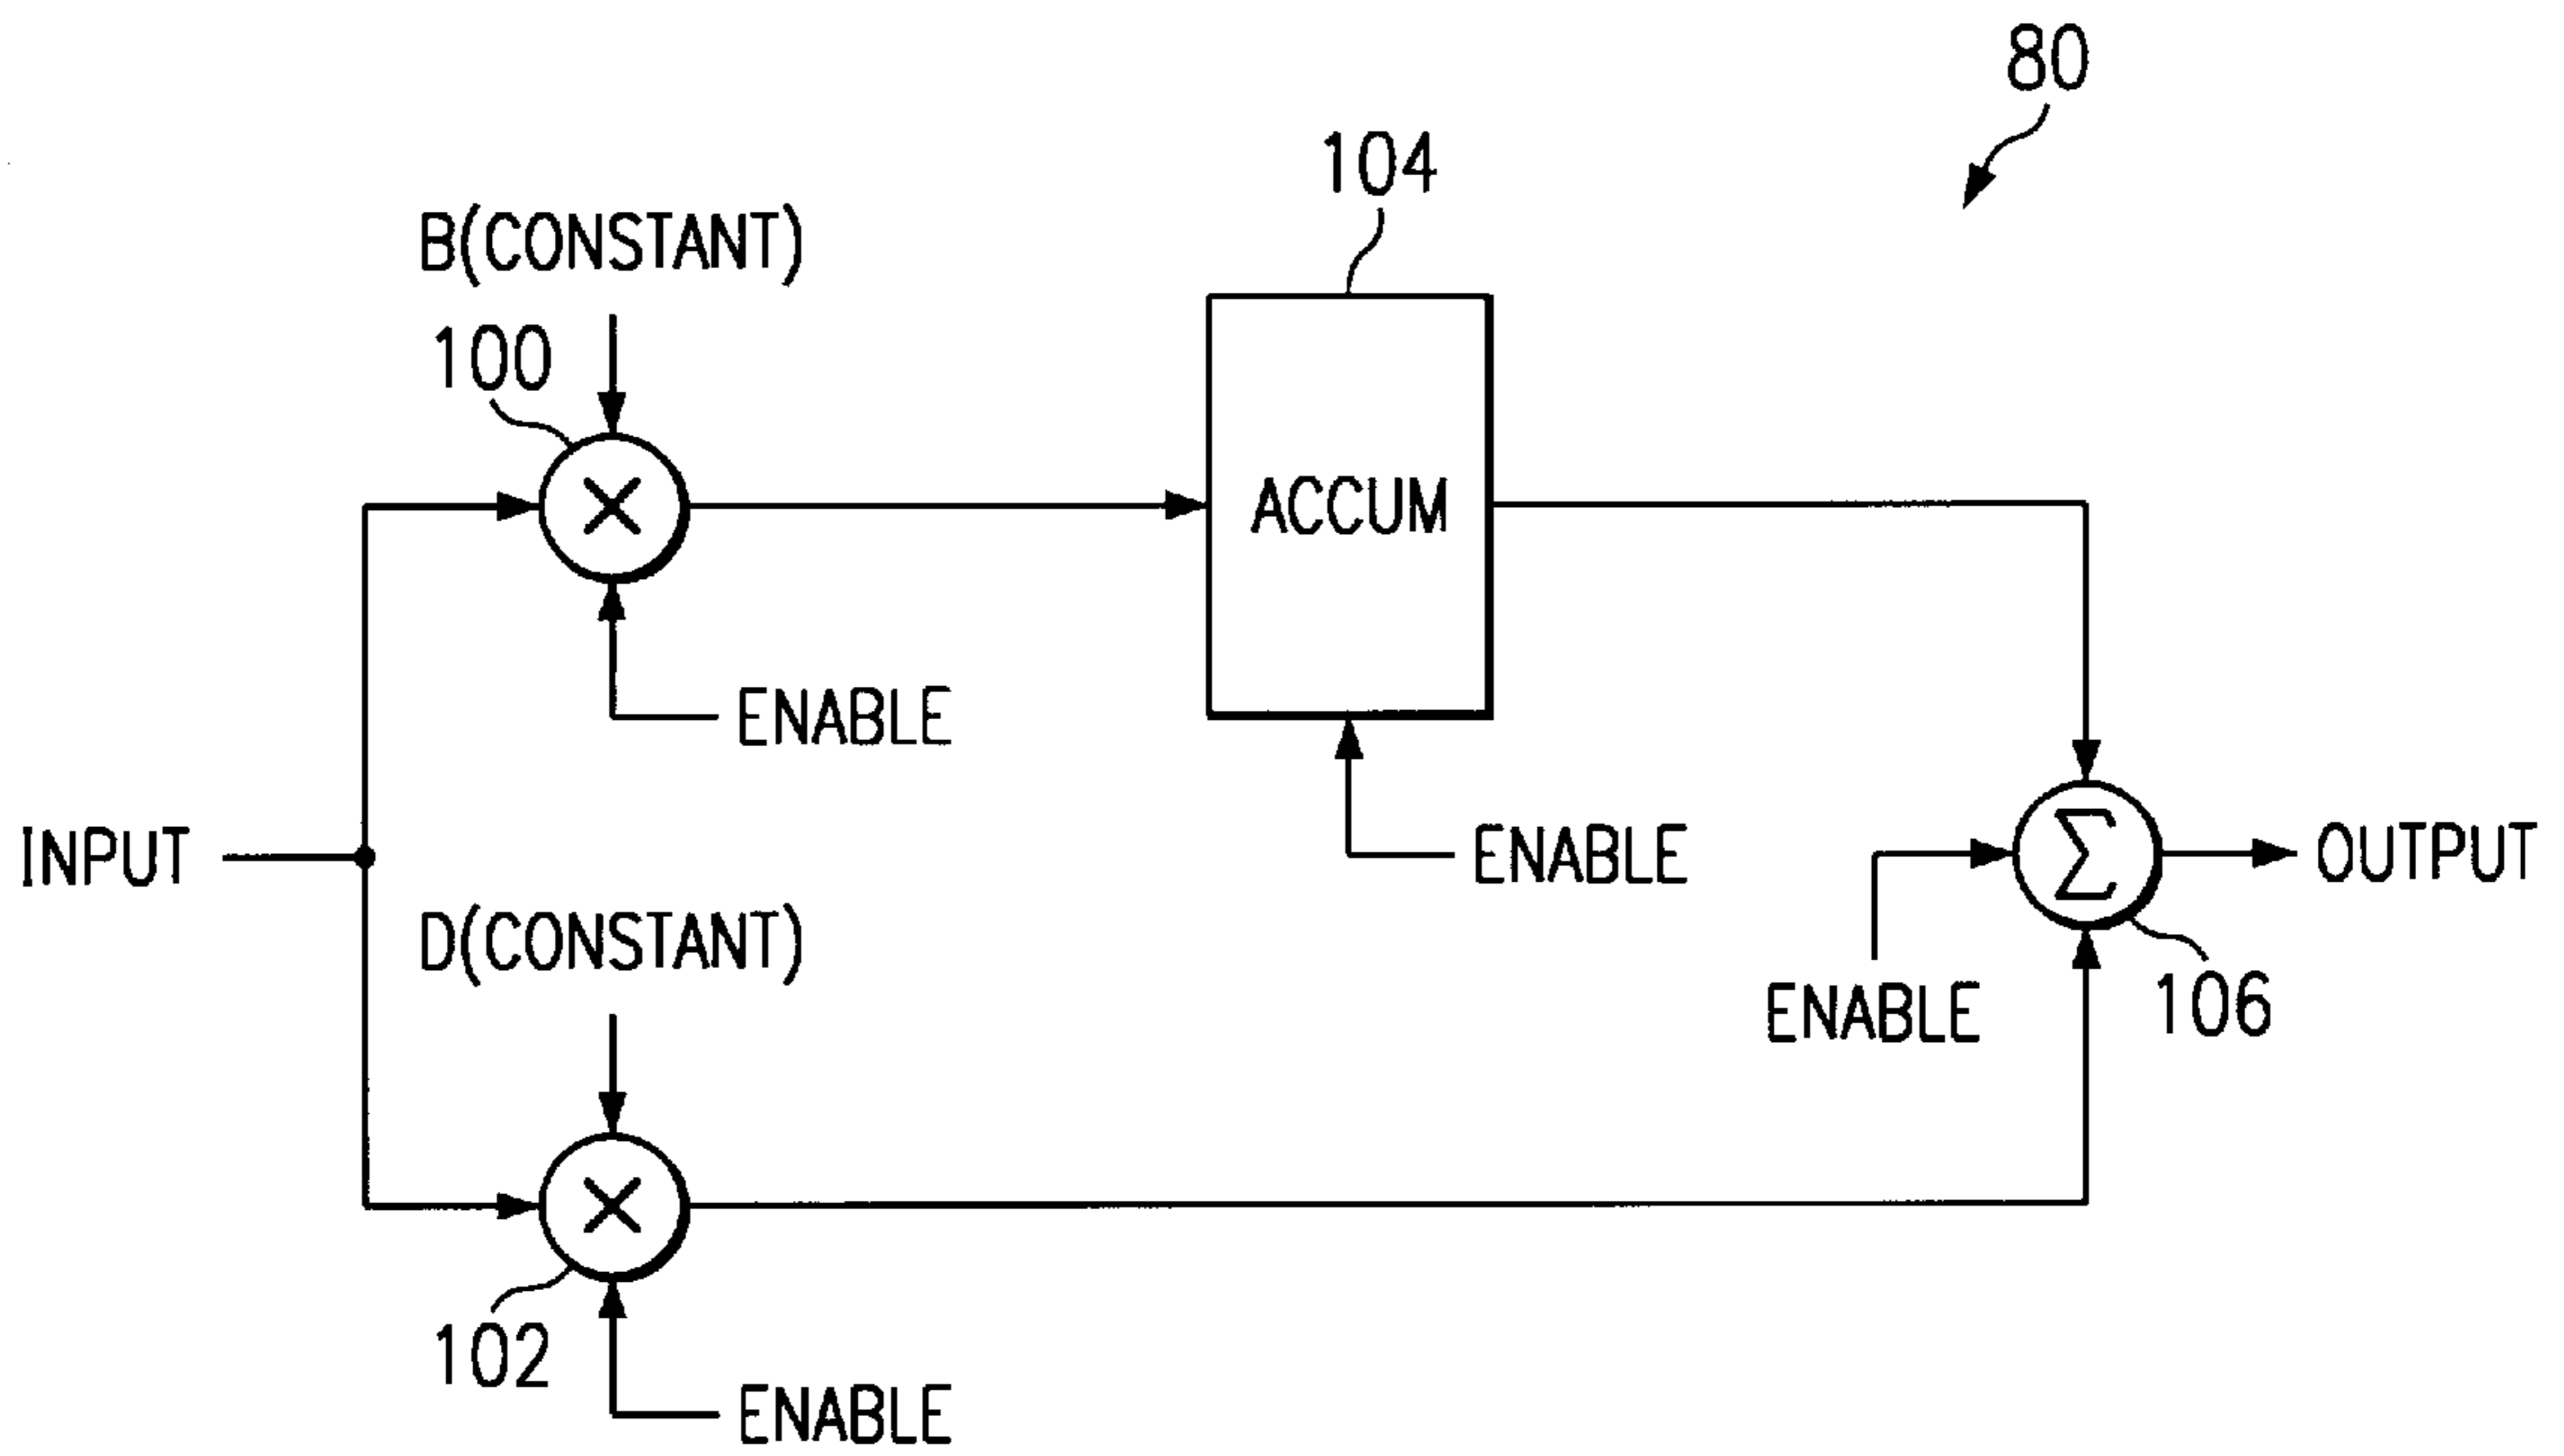 80
104
B(CONSTANT)
100
ACCUM
ENABLE
INPUT
ENABLE
OUTPUT
D(CONSTANT)
ENABLE
106
102
ENABLE